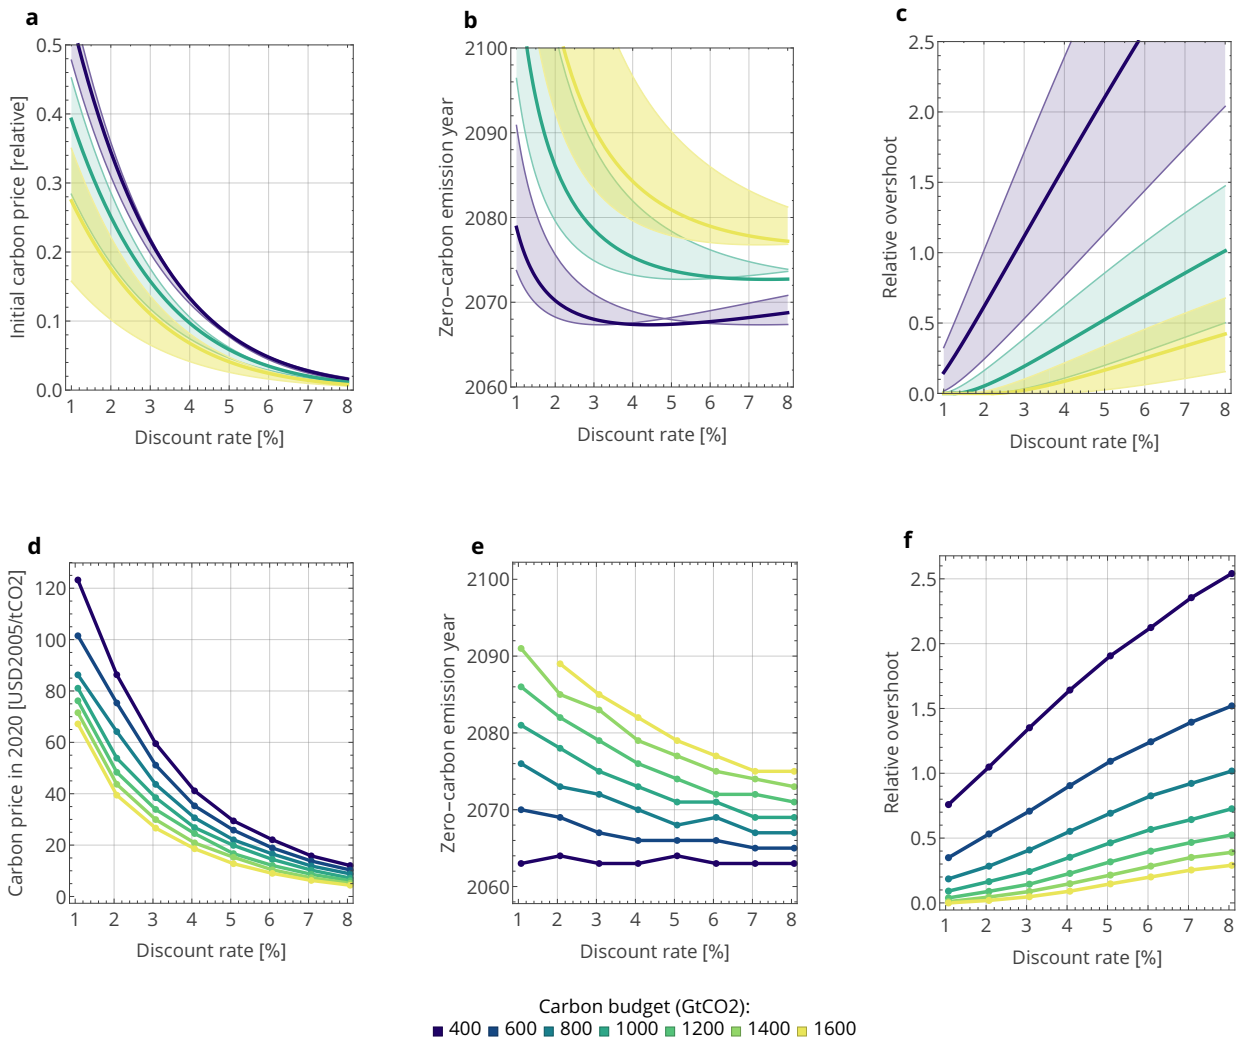 a
Initial carbon price [relative]
0.5
0.4
0.3
0.2
0.1
0.0
1 2 3 4 5 6 7 8
Discount rate [%]
b
Zero−carbon emission year
2100
2090
2080
2070
2060
1 2 3 4 5 6 7 8
Discount rate [%]
c
Relative overshoot
2.5
2.0
1.5
1.0
0.5
0.0
1 2 3 4 5 6 7 8
Discount rate [%]
d
Carbon price in 2020 [USD2005/tCO2]
120
100
80
60
40
20
0
1 2 3 4 5 6 7 8
Discount rate [%]
e
Zero−carbon emission year
2100
2090
2080
2070
2060
1 2 3 4 5 6 7 8
Discount rate [%]
f
Relative overshoot
2.5
2.0
1.5
1.0
0.5
0.0
1 2 3 4 5 6 7 8
Discount rate [%]
Carbon budget (GtCO2):
400 600 800 1000 1200 1400 1600